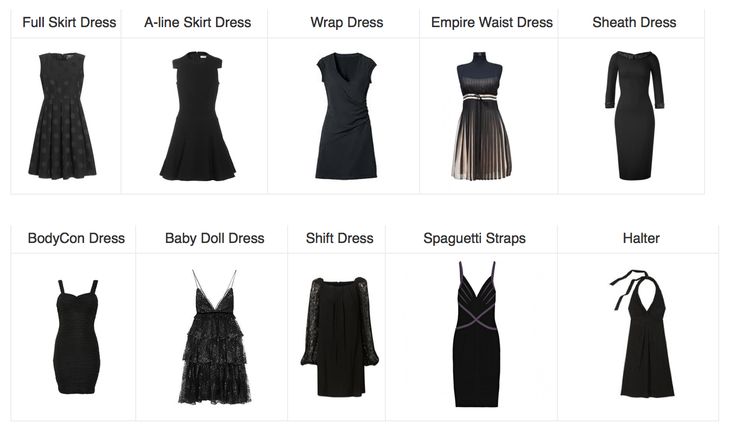 Full Skirt Dress A-line Skirt Dress Wrap Dress Empire Waist Dress Sheath Dress
BodyCon Dress Baby Doll Dress Shift Dress Spaguetti Straps Halter